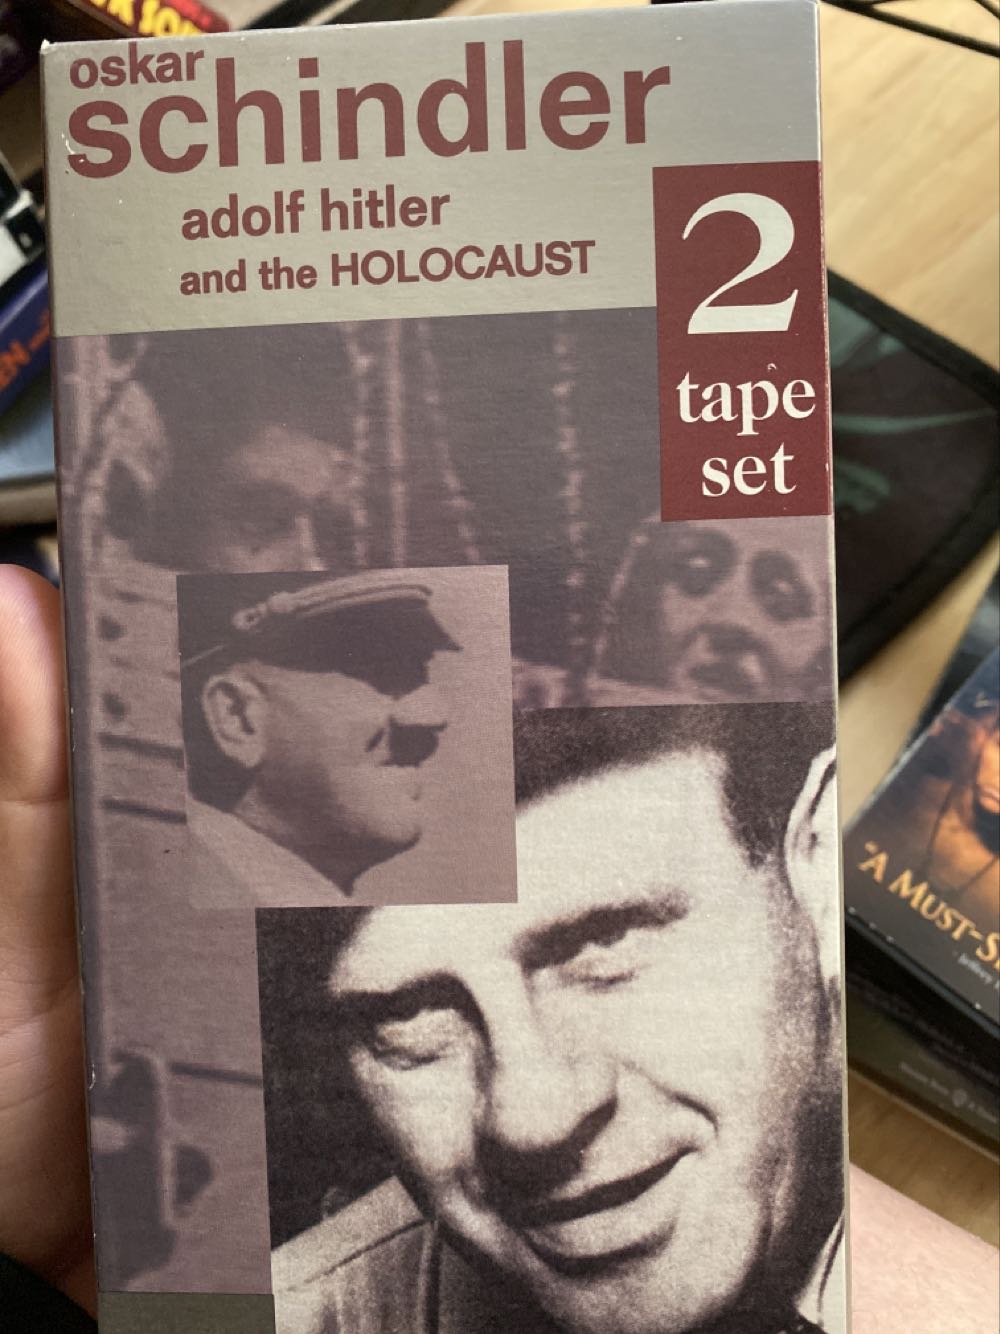 oskar
schindler
adolf hitler
and the HOLOCAUST
2
tape
set
"A MUST-S